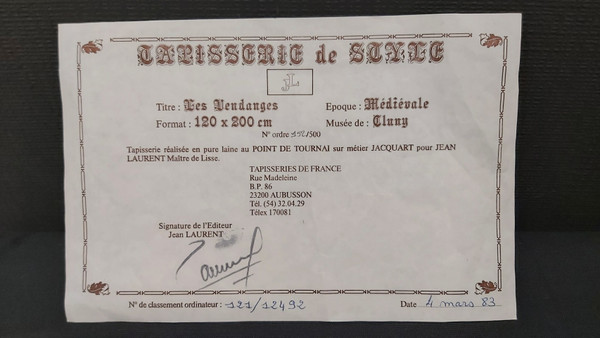 TAPISSERIE de STYLE
JL
Titre : Les Vendanges Epoque : Médiévale
Format : 120 x 200 cm Musée de : Cluny
N° ordre /500
Tapisserie réalisée en pure laine au POINT DE TOURNAI sur métier JACQUART pour JEAN
LAURENT Maître de Lisse.
TAPISSERIES DE FRANCE
Rue Madeleine
B.P. 86
23200 AUBUSSON
Tél. (54) 32.04.29
Télex 170081
Signature de l'Editeur
Jean LAURENT
N° de classement ordinateur : 121/12492 Date 4 mars 83